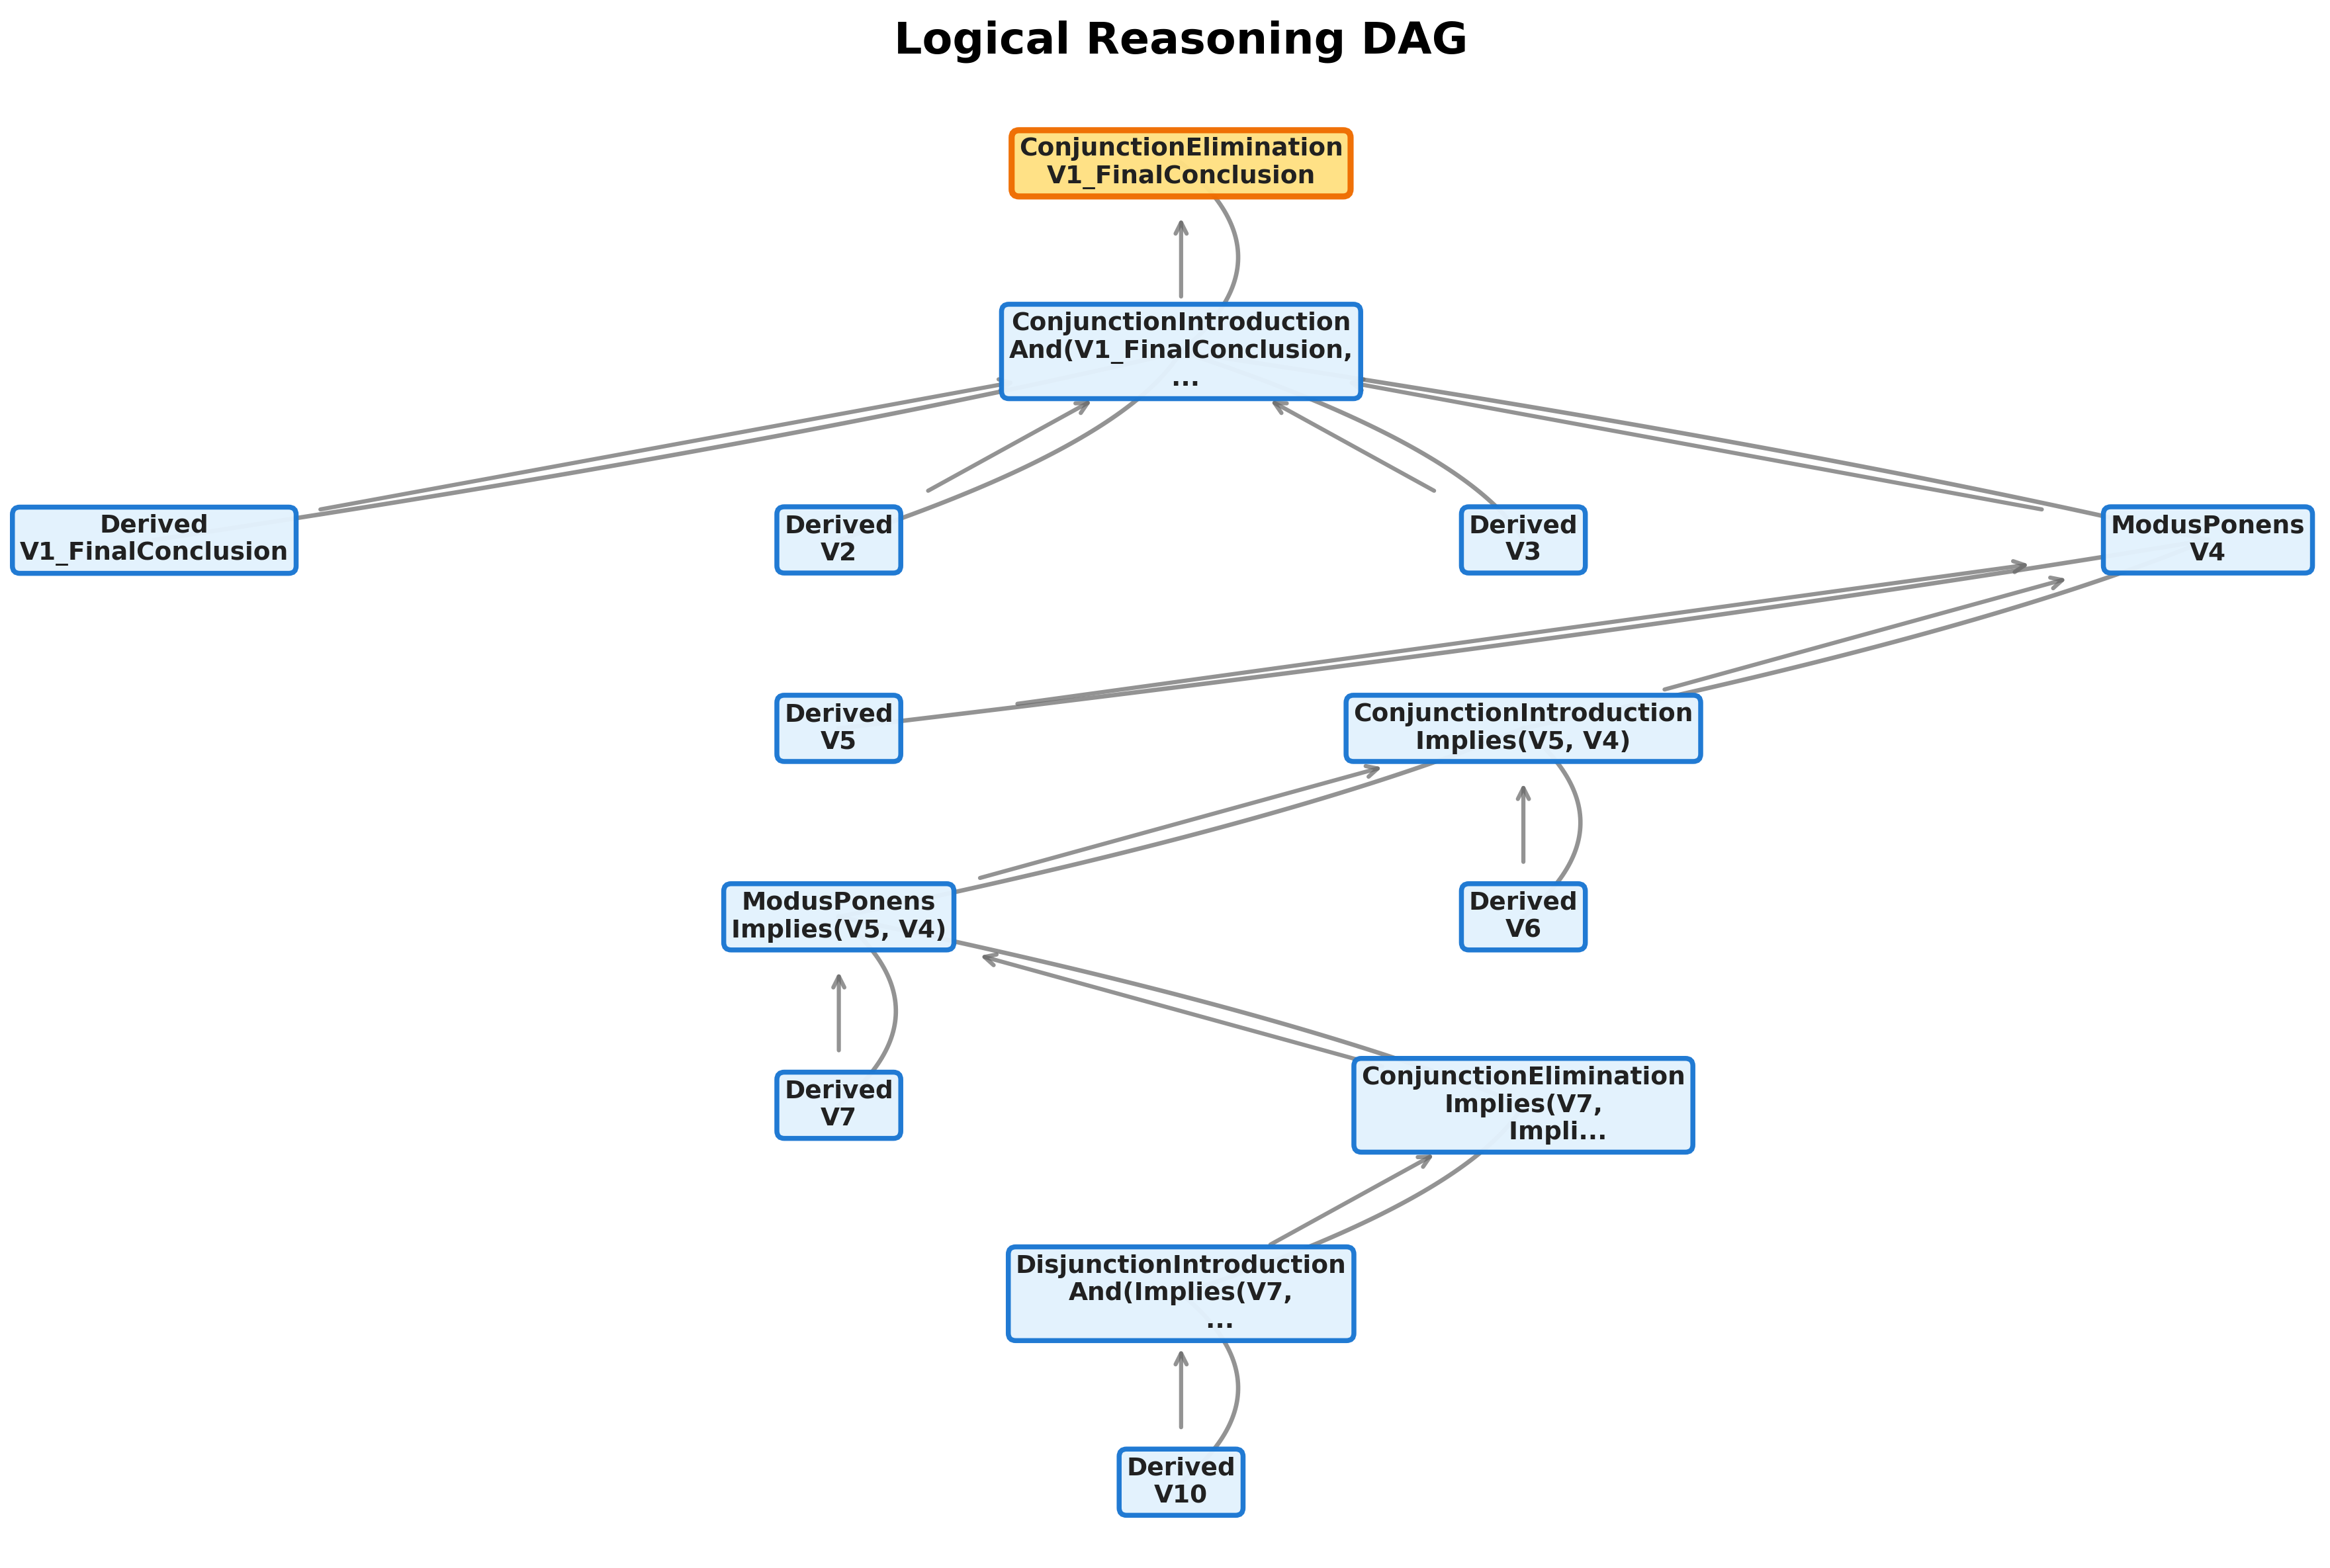 Logical Reasoning DAG
ConjunctionElimination
V1_FinalConclusion
ConjunctionIntroduction
And(V1_FinalConclusion,
...
Derived
V1_FinalConclusion
Derived
V2
Derived
V3
ModusPonens
V4
Derived
V5
ConjunctionIntroduction
Implies(V5, V4)
ModusPonens
Implies(V5, V4)
Derived
V6
Derived
V7
ConjunctionElimination
Implies(V7,
Impli...
DisjunctionIntroduction
And(Implies(V7,
...
Derived
V10